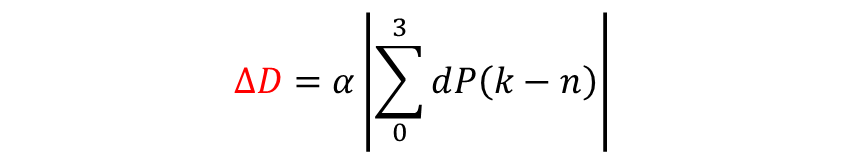 ΔD = α |∑₀³ dP(k − n)|